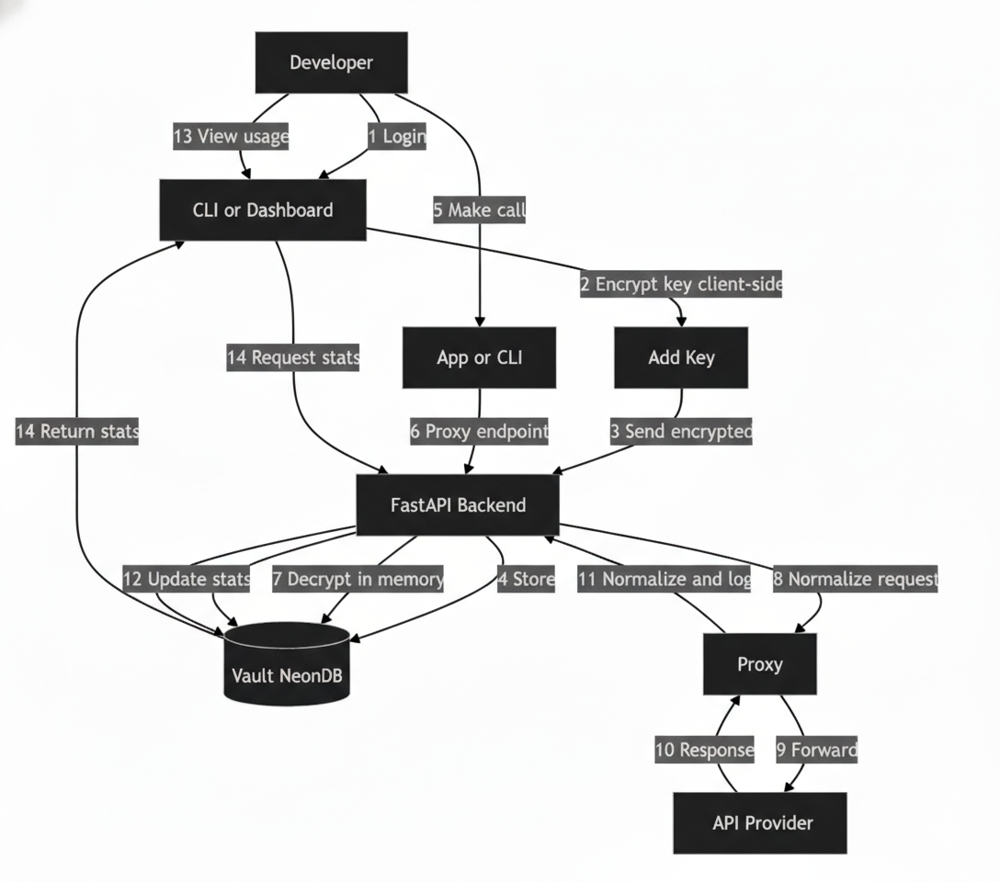 Developer
13 View usage
1 Login
CLI or Dashboard
5 Make call
2 Encrypt key client-side
14 Request stats
App or CLI
Add Key
14 Return stats
6 Proxy endpoint
3 Send encrypted
FastAPI Backend
12 Update stats
7 Decrypt in memory
4 Store
11 Normalize and log
8 Normalize request
Vault NeonDB
Proxy
10 Response
9 Forward
API Provider